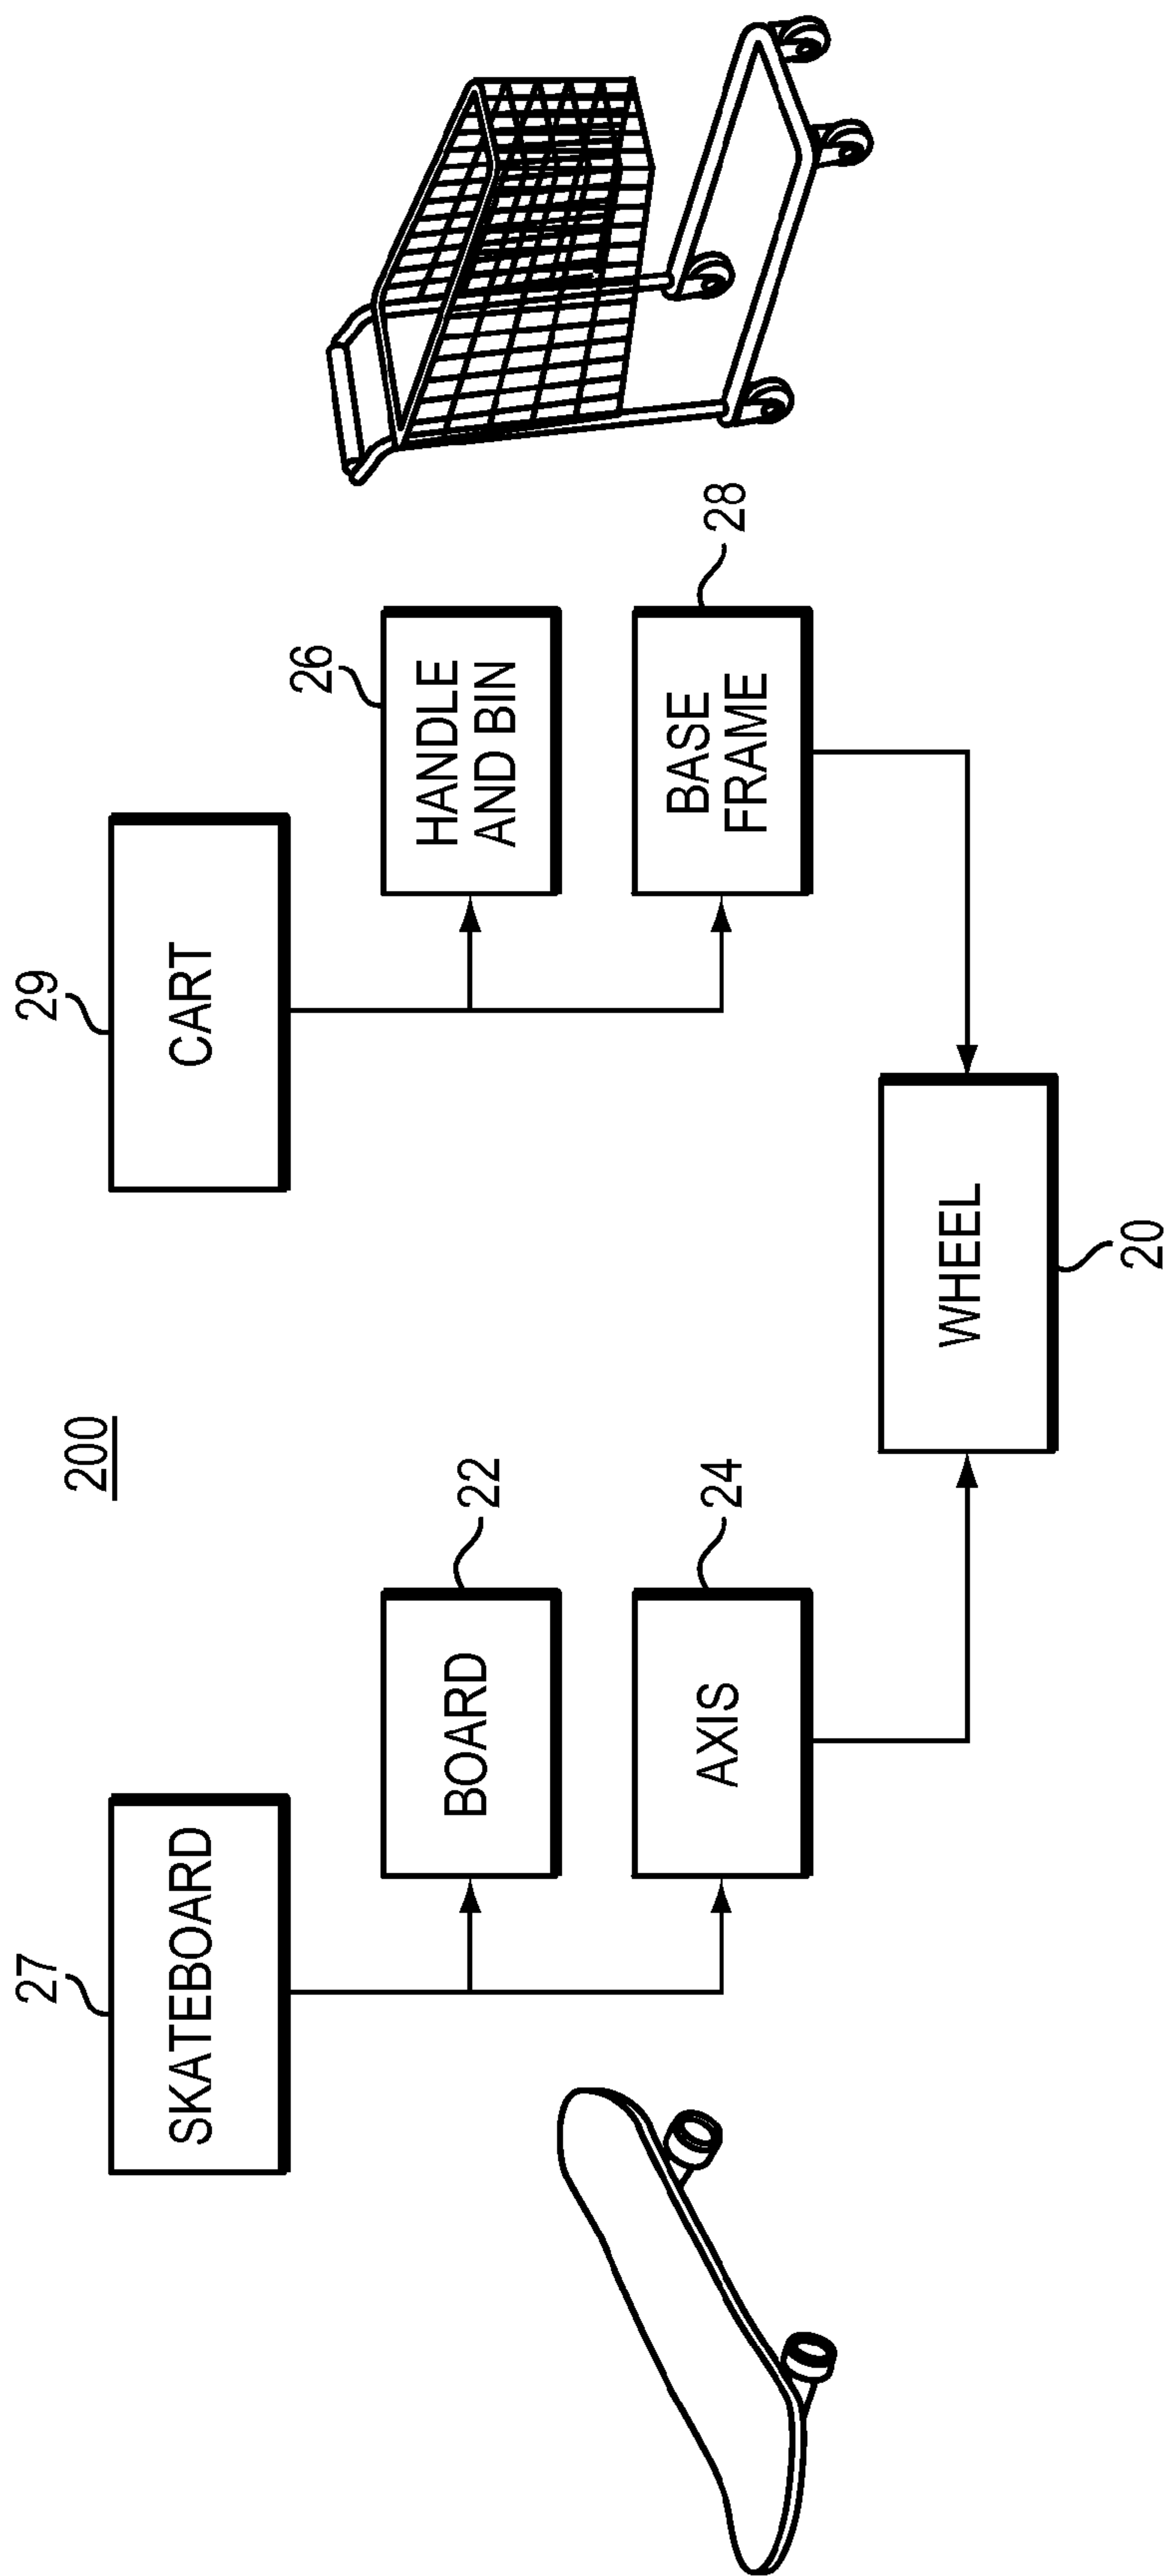 200
27
SKATEBOARD
29
CART
BOARD
22
26
HANDLE
AND BIN
AXIS
24
BASE
FRAME
28
WHEEL
20